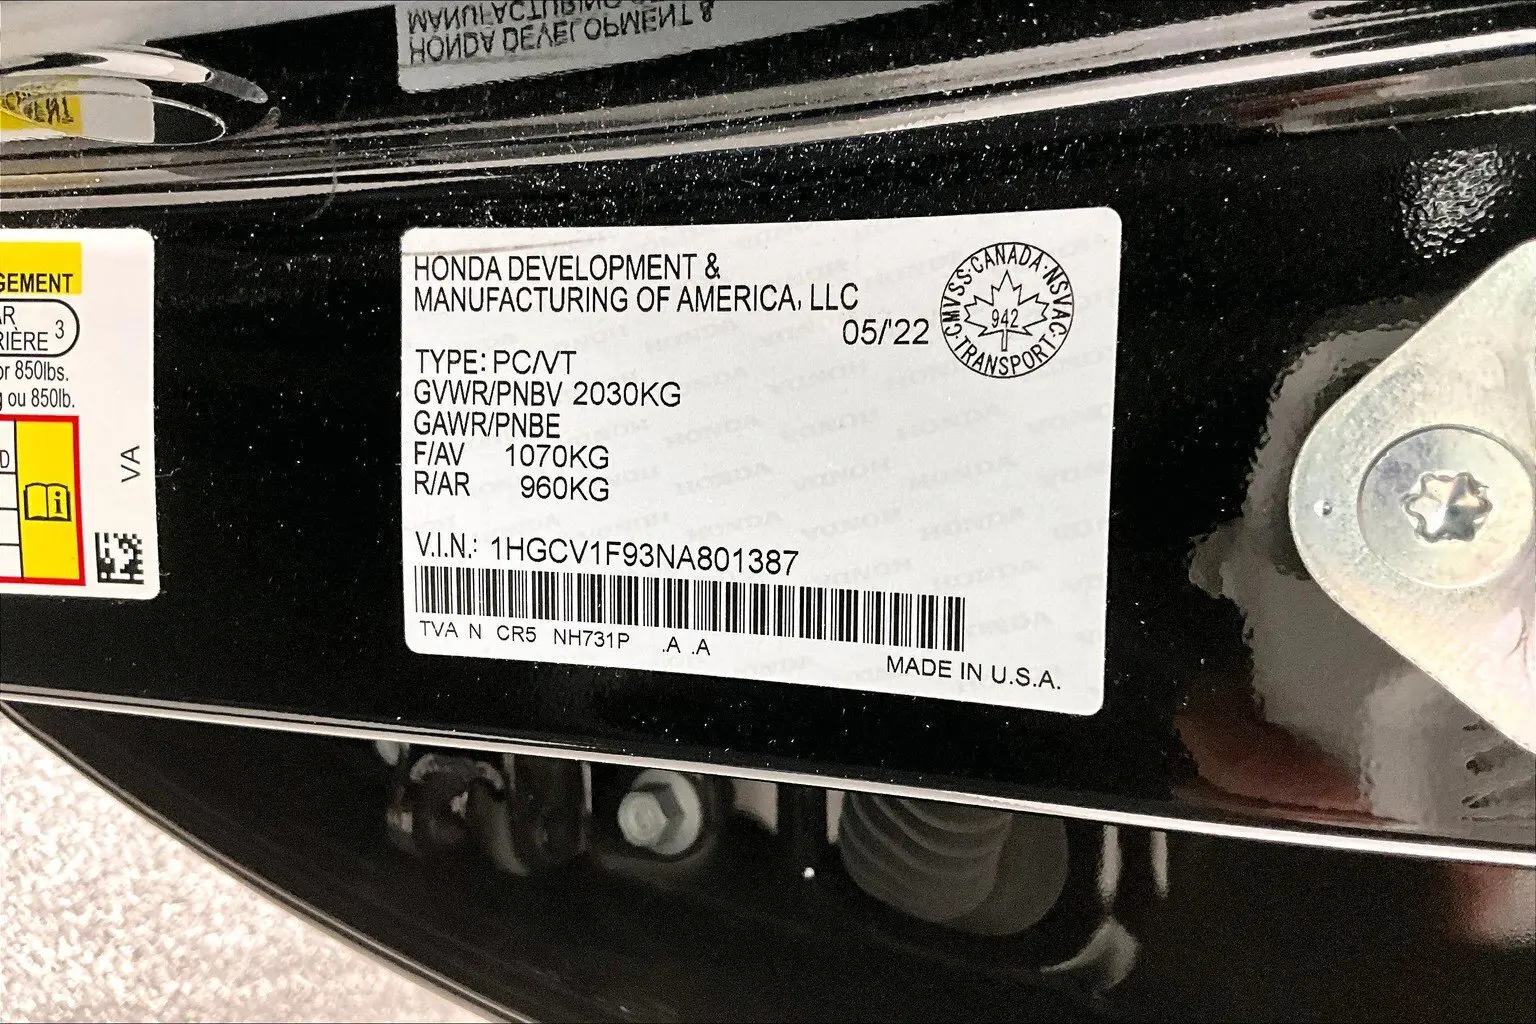 HONDA DEVELOPMENT &
MANUFACTURING
GEMENT
AR
RIÈRE 3
or 850lbs.
g ou 850lb.
D
VA
HONDA DEVELOPMENT &
MANUFACTURING OF AMERICA, LLC
05/'22
CMVSS·CANADA·NSVAC·TRANSPORT·
942
TYPE: PC/VT
GVWR/PNBV 2030KG
GAWR/PNBE
F/AV 1070KG
R/AR 960KG
V.I.N.: 1HGCV1F93NA801387
TVA N CR5 NH731P .A .A
MADE IN U.S.A.